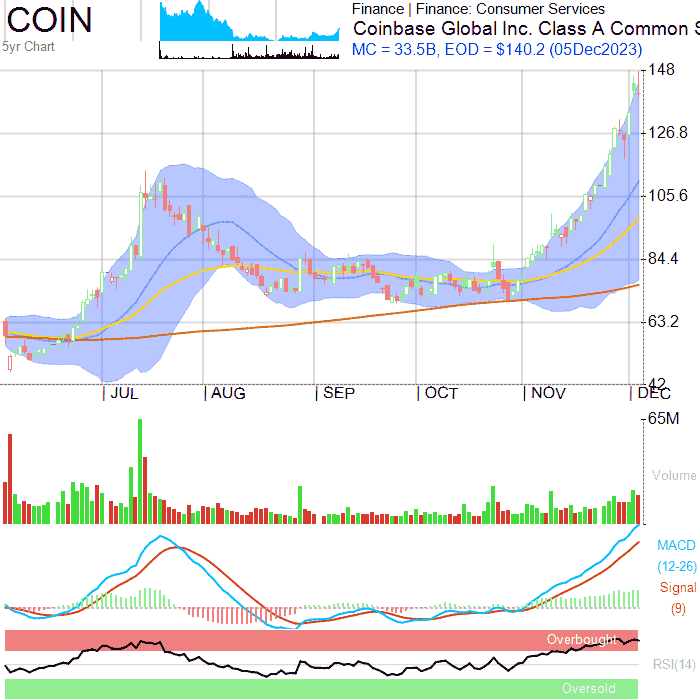 COIN
5yr Chart
Finance | Finance: Consumer Services
Coinbase Global Inc. Class A Common S
MC = 33.5B, EOD = $140.2 (05Dec2023)
148
126.8
105.6
84.4
63.2
42
JUL AUG SEP OCT NOV DEC
65M
Volume
MACD
(12-26)
Signal
(9)
Overbought
RSI(14)
Oversold